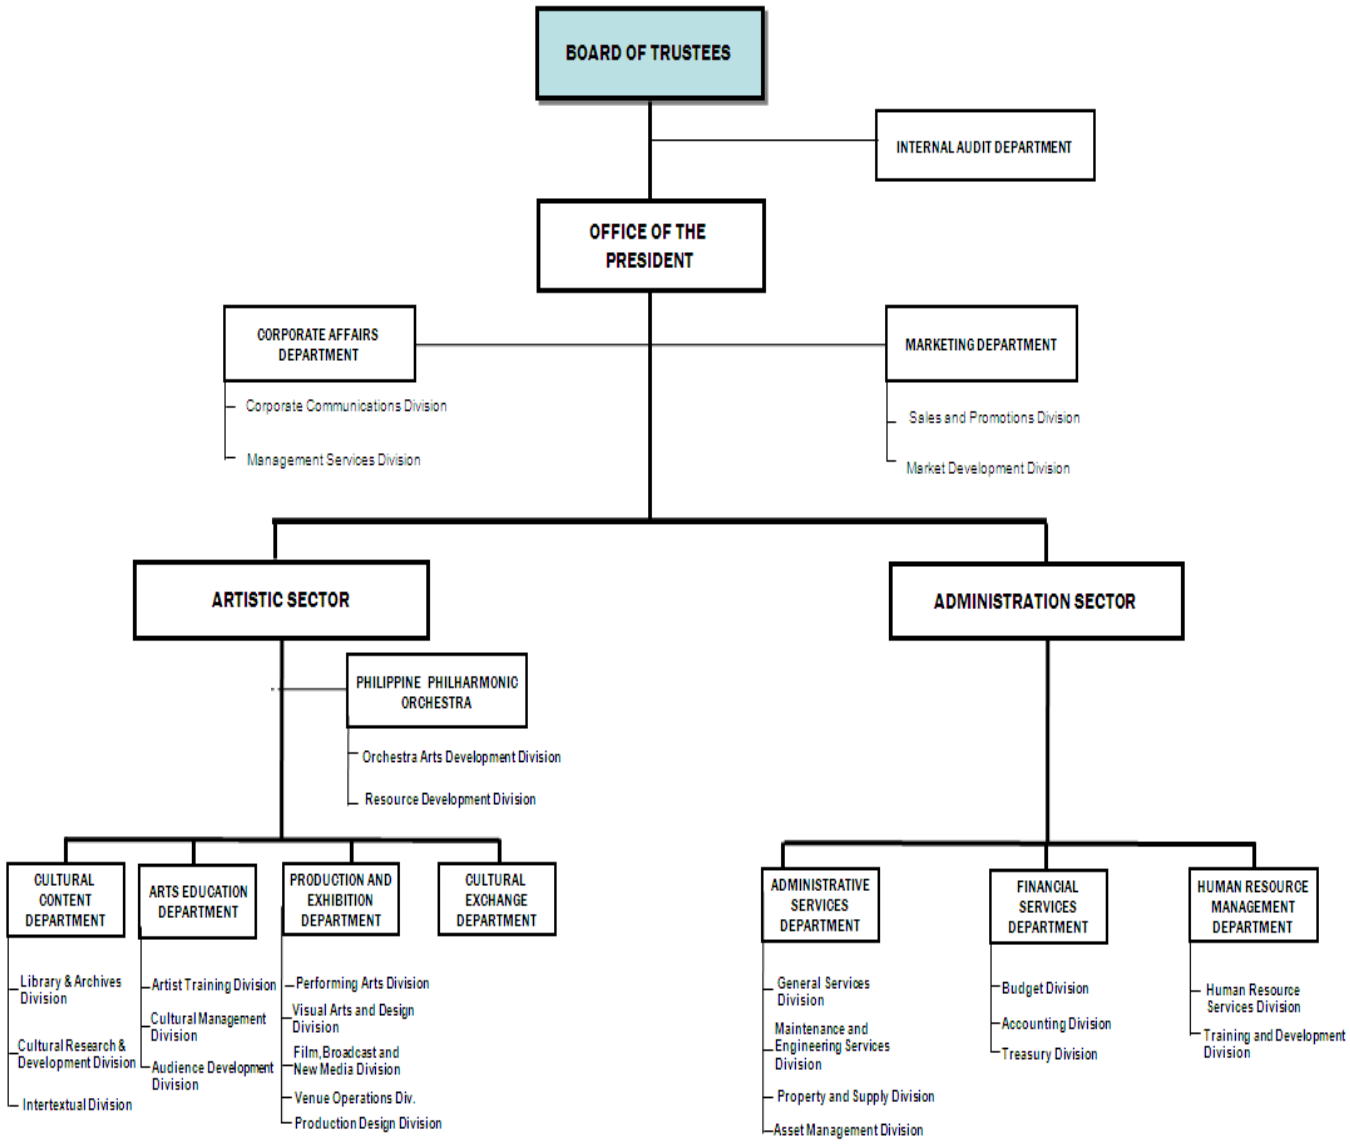 BOARD OF TRUSTEES
INTERNAL AUDIT DEPARTMENT
OFFICE OF THE
PRESIDENT
CORPORATE AFFAIRS
DEPARTMENT
Corporate Communications Division
Management Services Division
MARKETING DEPARTMENT
Sales and Promotions Division
Market Development Division
ARTISTIC SECTOR
ADMINISTRATION SECTOR
PHILIPPINE PHILHARMONIC
ORCHESTRA
Orchestra Arts Development Division
Resource Development Division
CULTURAL
CONTENT
DEPARTMENT
Library & Archives
Division
Cultural Research &
Development Division
Intertextual Division
ARTS EDUCATION
DEPARTMENT
Artist Training Division
Cultural Management
Division
Audience Development
Division
PRODUCTION AND
EXHIBITION
DEPARTMENT
Performing Arts Division
Visual Arts and Design
Division
Film,Broadcast and
New Media Division
Venue Operations Div.
Production Design Division
CULTURAL
EXCHANGE
DEPARTMENT
ADMINISTRATIVE
SERVICES
DEPARTMENT
General Services
Division
Maintenance and
Engineering Services
Division
Property and Supply Division
Asset Management Division
FINANCIAL
SERVICES
DEPARTMENT
Budget Division
Accounting Division
Treasury Division
HUMAN RESOURCE
MANAGEMENT
DEPARTMENT
Human Resource
Services Division
Training and Development
Division